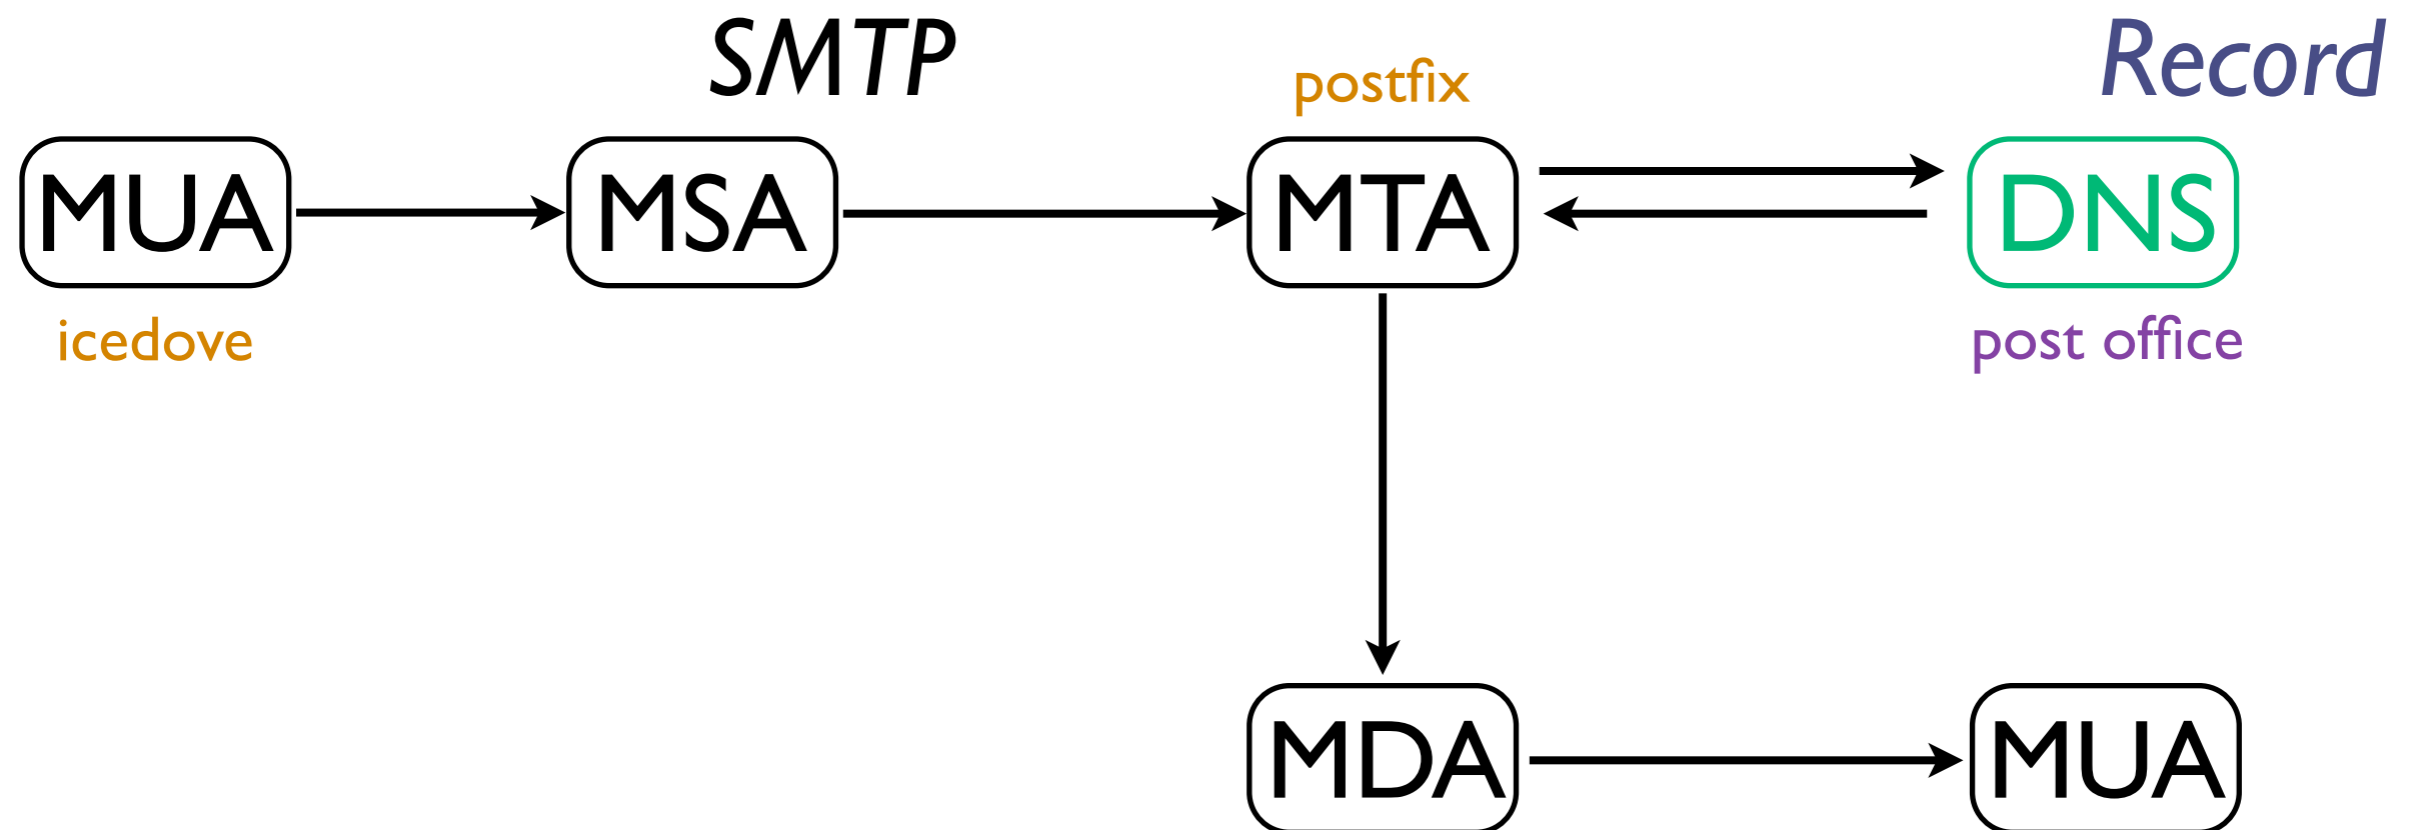 SMTP
Record
postfix
MUA
MSA
MTA
DNS
icedove
post office
MDA
MUA